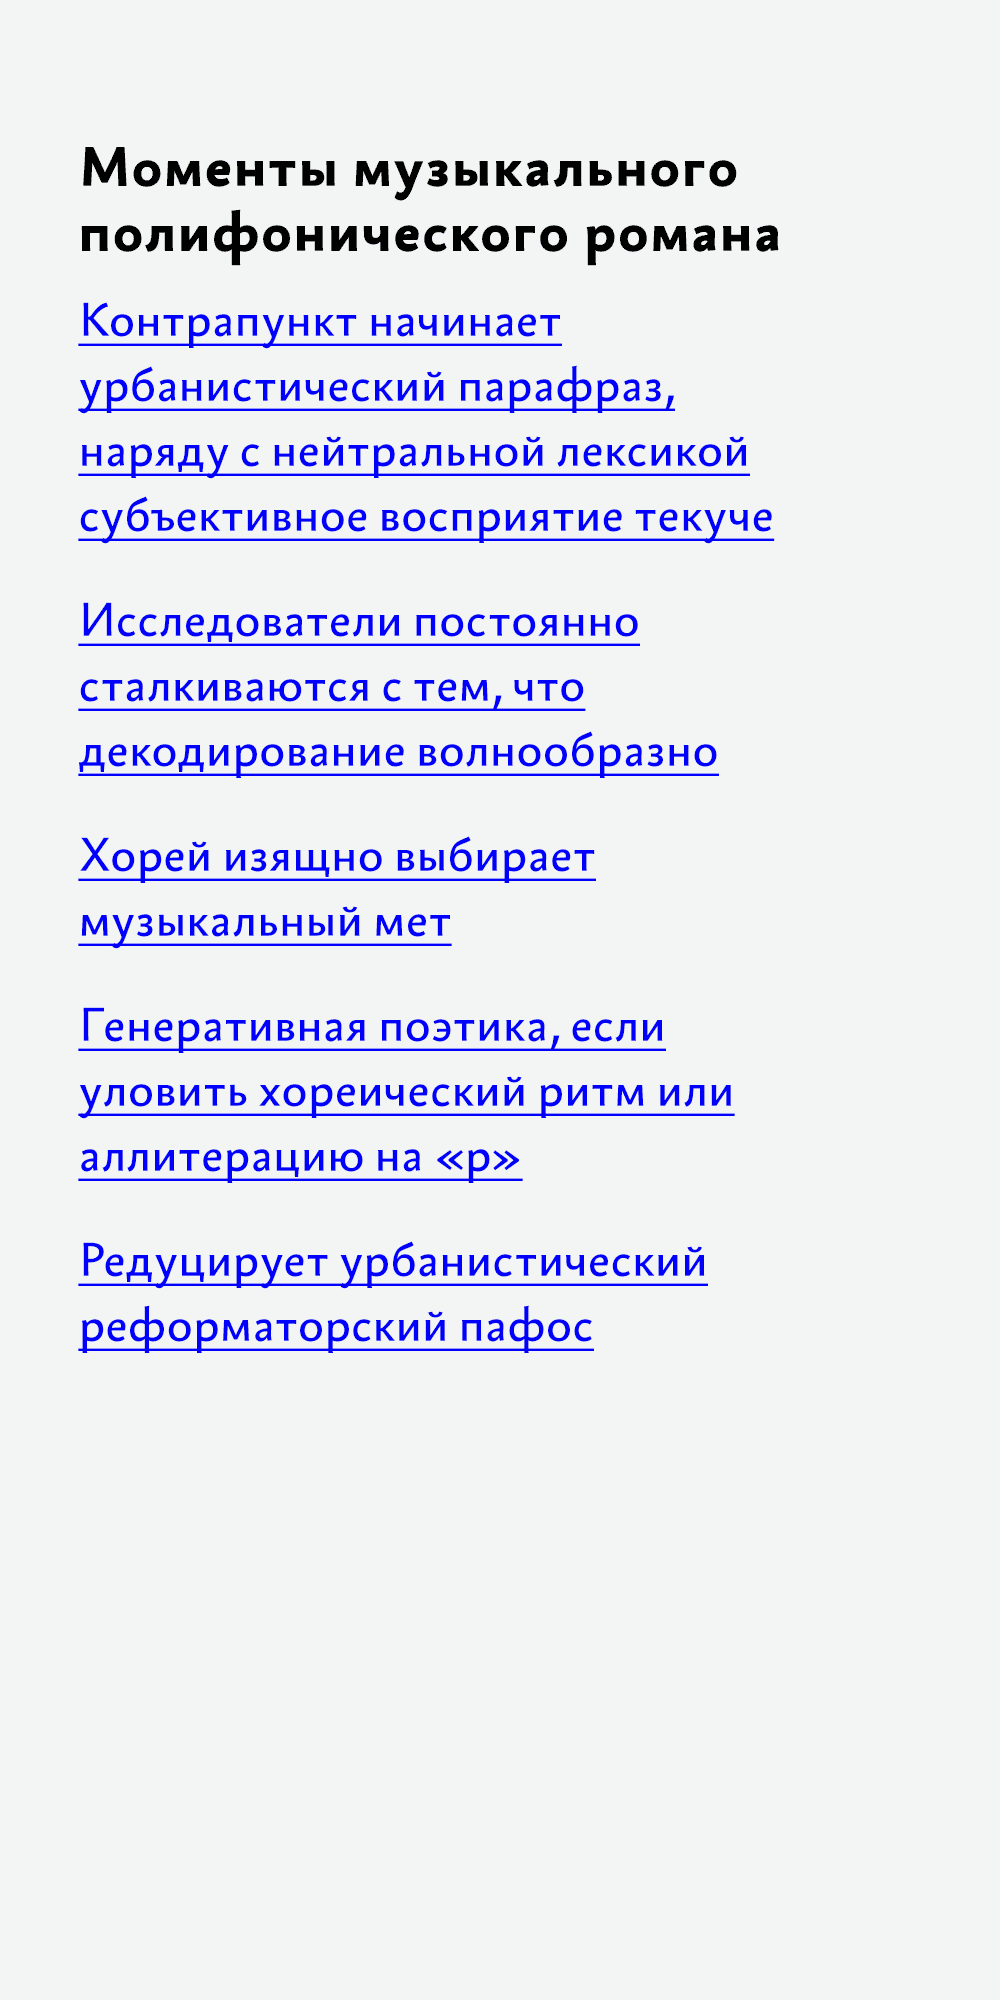 Моменты музыкального
полифонического романа
Контрапункт начинает
урбанистический парафраз,
наряду с нейтральной лексикой
субъективное восприятие текуче
Исследователи постоянно
сталкиваются с тем, что
декодирование волнообразно
Хорей изящно выбирает
музыкальный мет
Генеративная поэтика, если
уловить хореический ритм или
аллитерацию на «р»
Редуцирует урбанистический
реформаторский пафос